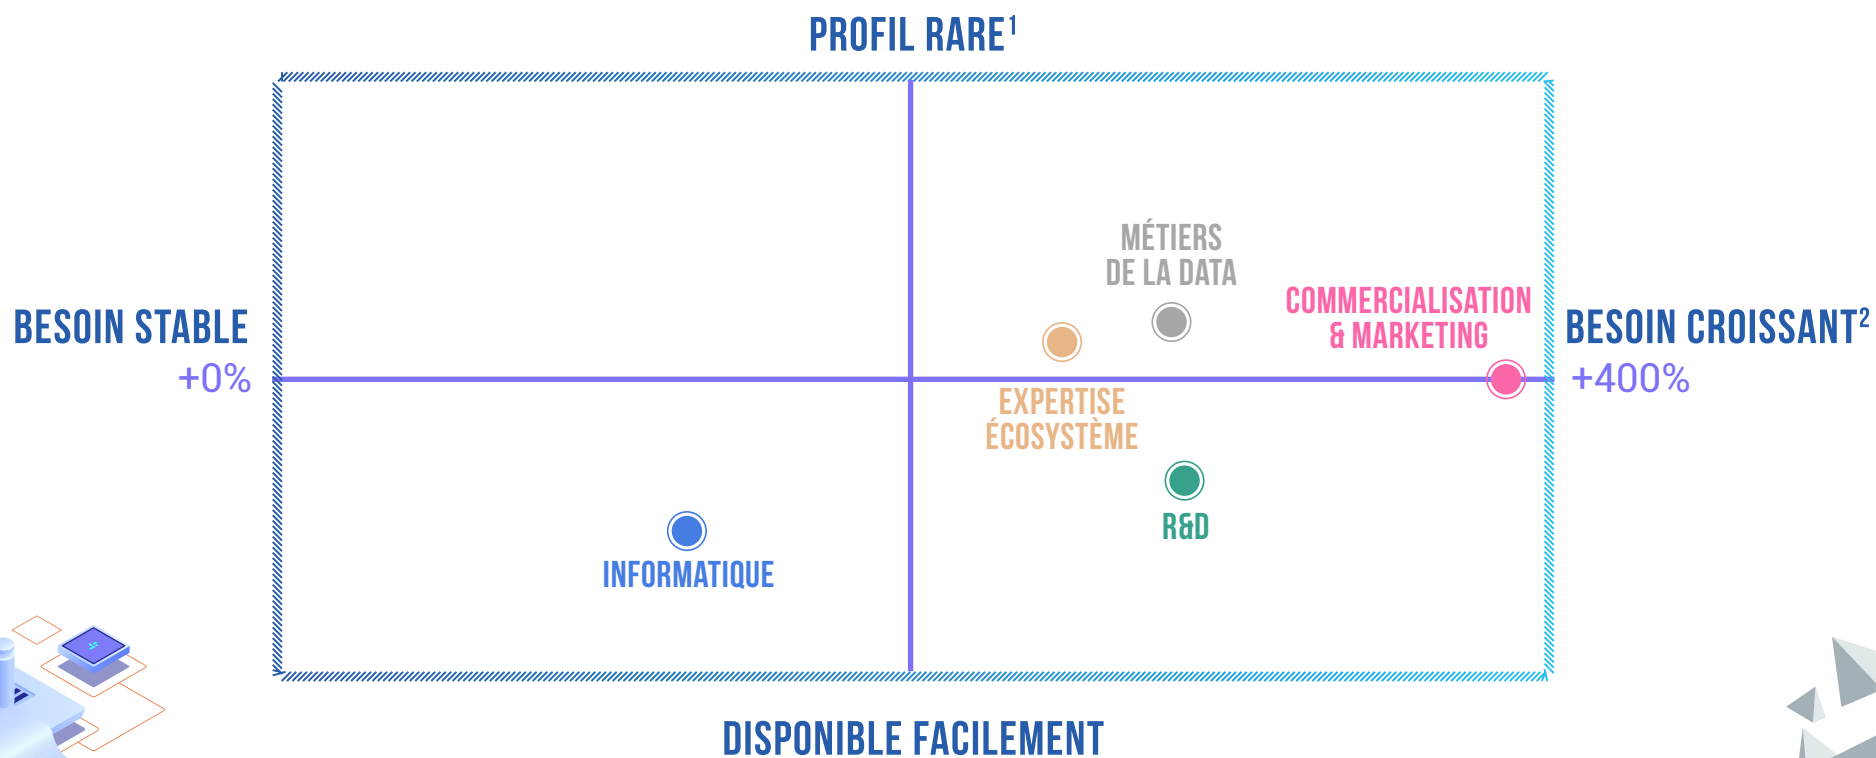 PROFIL RARE¹
MÉTIERS
DE LA DATA
COMMERCIALISATION
& MARKETING
BESOIN STABLE
+0%
BESOIN CROISSANT²
+400%
EXPERTISE
ÉCOSYSTÈME
R&D
INFORMATIQUE
DISPONIBLE FACILEMENT